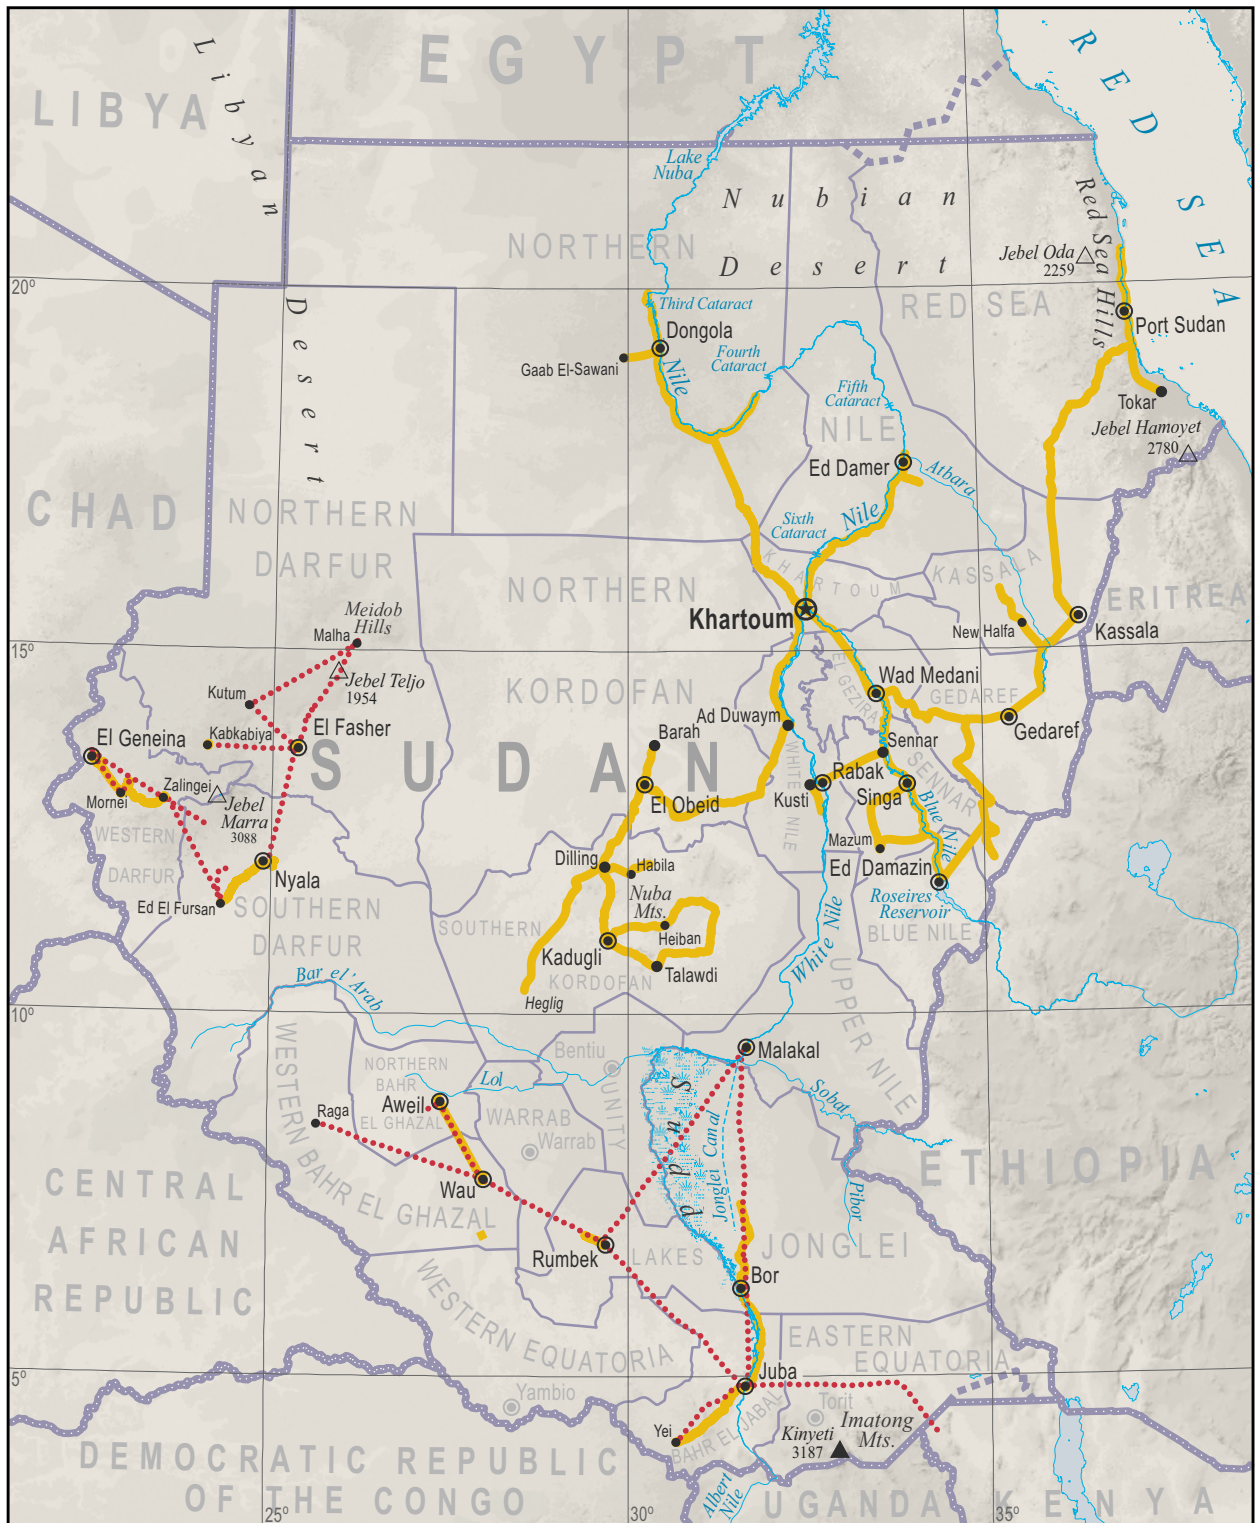 EGYPT
LIBYA
Libyan
Desert
RED SEA
Lake
Nuba
Nubian
Desert
Red Sea Hills
Jebel Oda
2259
NORTHERN
RED SEA
20º
Third Cataract
Dongola
Port Sudan
Gaab El-Sawani
Nile
Fourth
Cataract
Fifth
Cataract
Tokar
Jebel Hamoyet
2780
NILE
Ed Damer
Atbara
CHAD
NORTHERN
DARFUR
Sixth
Cataract
Nile
KHARTOUM
KASSALA
ERITREA
NORTHERN
KORDOFAN
Meidob
Hills
Malha
15º
Khartoum
New Halfa
Kassala
Jebel Teljo
1954
Kutum
EL GEZIRA
Wad Medani
GEDAREF
Gedaref
El Geneina
Kabkabiya
El Fasher
SUDAN
Barah
Ad Duwaym
WHITE NILE
Sennar
SENNAR
Rabak
Zalingei
Mornei
Jebel
Marra
3088
El Obeid
Kusti
Singa
Blue Nile
WESTERN
DARFUR
Mazum
Dilling
Habila
Ed Damazin
Nyala
Nuba
Mts.
Roseires
Reservoir
Ed El Fursan
SOUTHERN
DARFUR
SOUTHERN
KORDOFAN
Heiban
BLUE NILE
Kadugli
Talawdi
White Nile
Bar el'Arab
Heglig
UPPER NILE
10º
Malakal
Bentiu
UNITY
NORTHERN
BAHR
EL GHAZAL
Lol
Sudd
Sobat
Aweil
WESTERN BAHR EL GHAZAL
Raga
WARRAB
Warrab
Jonglei Canal
ETHIOPIA
CENTRAL
AFRICAN
REPUBLIC
Wau
Pibor
Rumbek
LAKES
JONGLEI
Bor
WESTERN EQUATORIA
EASTERN
EQUATORIA
5º
Juba
Yambio
Torit
Yei
BAHR EL JABAL
Kinyeti
3187
Imatong
Mts.
DEMOCRATIC REPUBLIC
OF THE CONGO
Albert
Nile
UGANDA
KENYA
25º
30º
35º